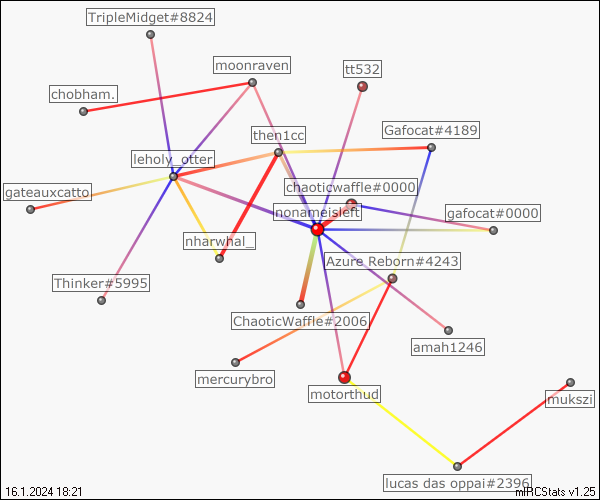 TripleMidget#8824
moonraven
tt532
chobham.
then1cc
Gafocat#4189
leholy_otter
chaoticwaffle#0000
gateauxcatto
nonameisleft
gafocat#0000
nharwhal_
Azure Reborn#4243
Thinker#5995
ChaoticWaffle#2006
amah1246
mercurybro
motorthud
mukszi
lucas das oppai#2396
16.1.2024 18:21
mIRCStats v1.25